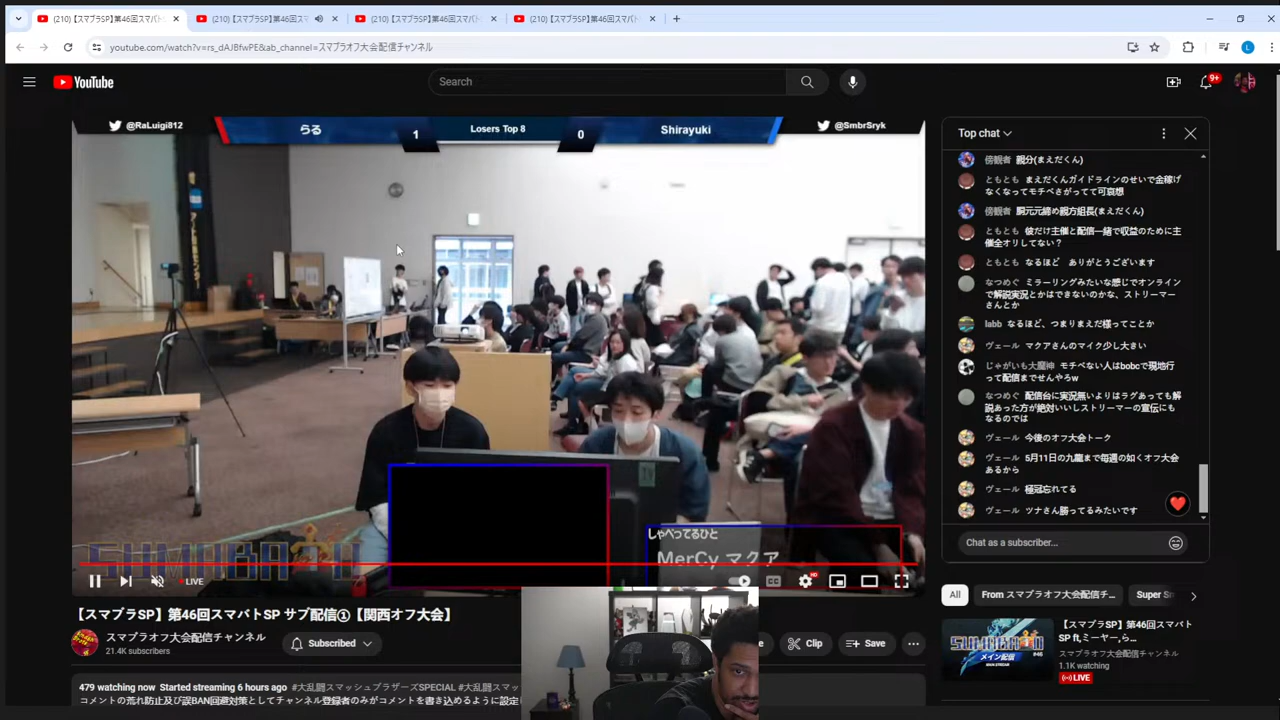 (210) 【スマブラSP】第46回スマ
(210) 【スマブラSP】第46回ス
(210) 【スマブラSP】第46回スマバト
(210) 【スマブラSP】第46回スマバト
youtube.com/watch?v=rs_dAJ8fwPE&ab_channel=スマブラオフ大会配信チャンネル
L
YouTube
Search
9+
@RaLuigi812
らる
1
Losers Top 8
0
Shirayuki
@SmbrSryk
しゃべってるひと
MerCy マクア
LIVE
CC
HD
【スマブラSP】第46回スマバトSP サブ配信①【関西オフ大会】
スマブラオフ大会配信チャンネル
21.4K subscribers
Subscribed
Clip
Save
479 watching now Started streaming 6 hours ago #大乱闘スマッシュブラザーズSPECIAL #大乱闘スマッ
コメントの荒れ防止及び誤BAN回避対策としてチャンネル登録者のみがコメントを書き込めるように設定し
Top chat
傍観者 親分(まえだくん)
ともとも まえだくんガイドラインのせいで金稼げ
なくなってモチベさがってて可哀想
傍観者 胴元元締め親方組長(まえだくん)
ともとも 彼だけ主催と配信一緒で収益のために主
催全オリしてない？
ともとも なるほど ありがとうございます
なつめぐ ミラーリングみたいな感じでオンライン
で解説実況とかはできないのかな、ストリーマー
さんとか
labb なるほど、つまりまえだ様ってことか
ヴェール マクアさんのマイク少し大きい
じゃがいも大魔神 モチベない人はbobcで現地行
って配信までせんやろw
なつめぐ 配信台に実況無いよりはラグあっても解
説あった方が絶対いいしストリーマーの宣伝にも
なるのでは
ヴェール 今後のオフ大会トーク
ヴェール 5月11日の九龍まで毎週の如くオフ大会
あるから
ヴェール 極冠忘れてる
ヴェール ツナさん勝ってるみたいです
Chat as a subscriber...
All
From スマブラオフ大会配信チ...
Super S
SUMABATO
#46
メイン配信
MAIN STREAM
【スマブラSP】第46回スマバト
SP ft,ミーヤー,ら...
スマブラオフ大会配信チャンネル
1.1K watching
LIVE